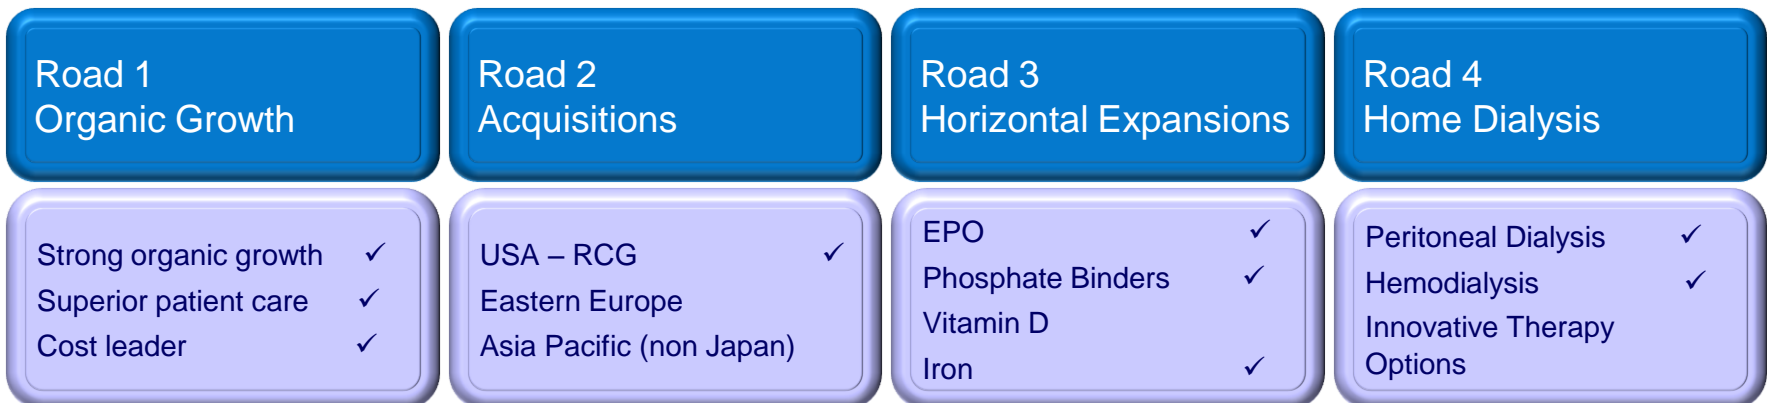 Road 1
Organic Growth
Road 2
Acquisitions
Road 3
Horizontal Expansions
Road 4
Home Dialysis
Strong organic growth ✓
Superior patient care ✓
Cost leader ✓
USA – RCG ✓
Eastern Europe
Asia Pacific (non Japan)
EPO ✓
Phosphate Binders ✓
Vitamin D
Iron ✓
Peritoneal Dialysis ✓
Hemodialysis ✓
Innovative Therapy
Options